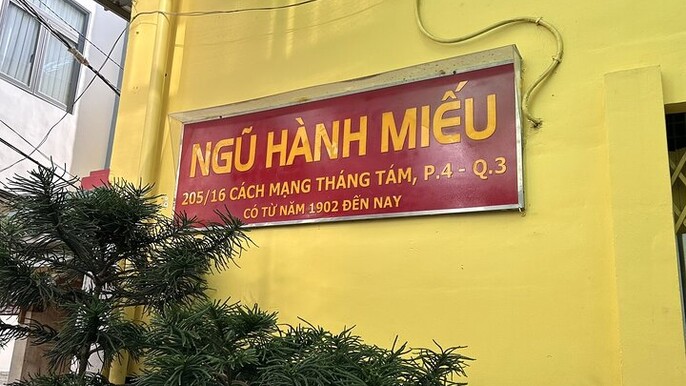 NGŨ HÀNH MIẾU
205/16 CÁCH MẠNG THÁNG TÁM, P.4 - Q.3
CÓ TỪ NĂM 1902 ĐẾN NAY